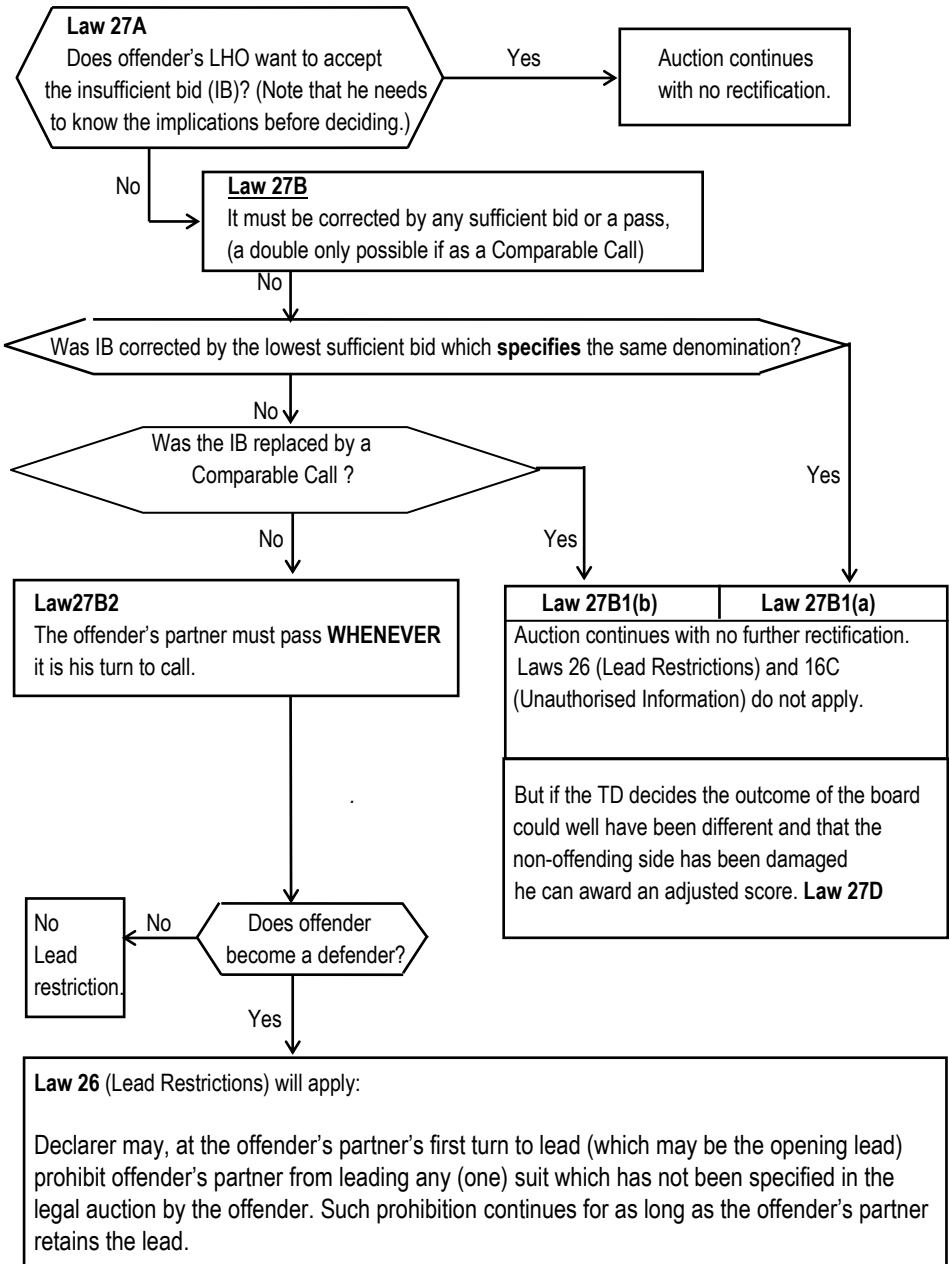 Law 27A
Does offender's LHO want to accept
the insufficient bid (IB)? (Note that he needs
to know the implications before deciding.)
Yes
Auction continues
with no rectification.
No
Law 27B
It must be corrected by any sufficient bid or a pass,
(a double only possible if as a Comparable Call)
No
Was IB corrected by the lowest sufficient bid which specifies the same denomination?
No
Was the IB replaced by a
Comparable Call ?
Yes
No
Yes
Law27B2
The offender's partner must pass WHENEVER
it is his turn to call.
Law 27B1(b) Law 27B1(a)
Auction continues with no further rectification.
Laws 26 (Lead Restrictions) and 16C
(Unauthorised Information) do not apply.
.
But if the TD decides the outcome of the board
could well have been different and that the
non-offending side has been damaged
he can award an adjusted score. Law 27D
No
Lead
restriction.
No
Does offender
become a defender?
Yes
Law 26 (Lead Restrictions) will apply:
Declarer may, at the offender's partner's first turn to lead (which may be the opening lead)
prohibit offender's partner from leading any (one) suit which has not been specified in the
legal auction by the offender. Such prohibition continues for as long as the offender's partner
retains the lead.